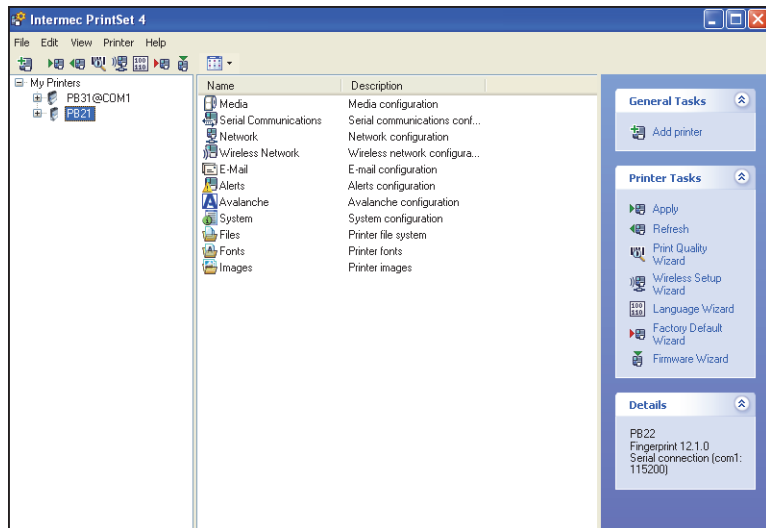 Intermec PrintSet 4
File Edit View Printer Help
My Printers
PB31@COM1
PB21
Name Description
Media Media configuration
Serial Communications Serial communications conf...
Network Network configuration
Wireless Network Wireless network configura...
E-Mail E-mail configuration
Alerts Alerts configuration
Avalanche Avalanche configuration
System System configuration
Files Printer file system
Fonts Printer fonts
Images Printer images
General Tasks
Add printer
Printer Tasks
Apply
Refresh
Print Quality
Wizard
Wireless Setup
Wizard
Language Wizard
Factory Default
Wizard
Firmware Wizard
Details
PB22
Fingerprint 12.1.0
Serial connection (com1:
115200)